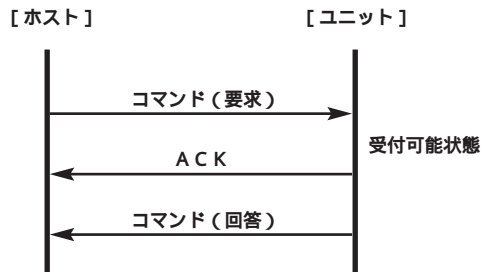 [ ホスト ] [ ユニット ]
コマンド ( 要求 )
受付可能状態
A C K
コマンド ( 回答 )